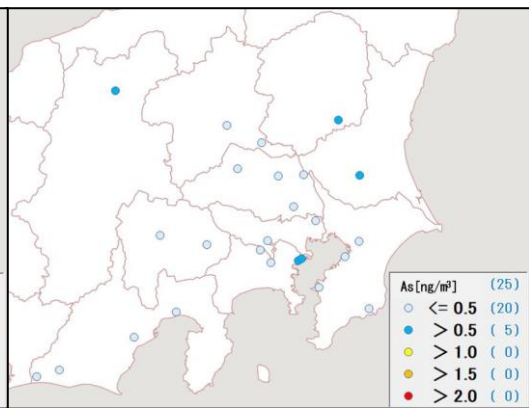 As[ng/m³] (25)
<= 0.5 (20)
> 0.5 ( 5)
> 1.0 ( 0)
> 1.5 ( 0)
> 2.0 ( 0)